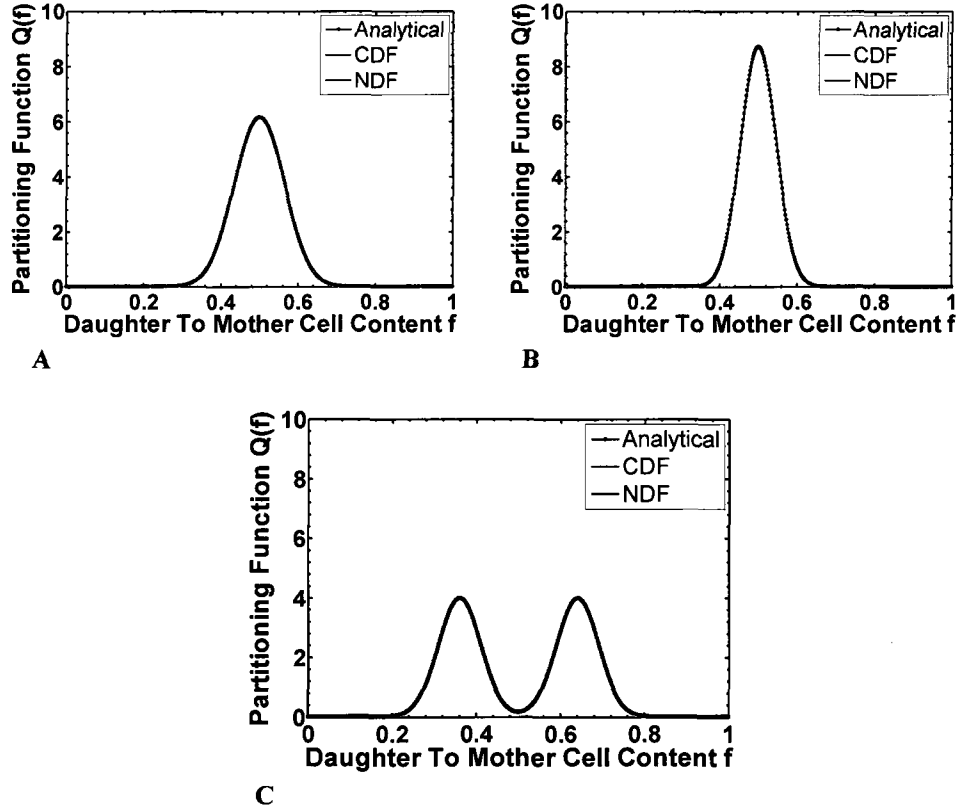 Partitioning Function Q(f)
10
8
6
4
2
0
Analytical
CDF
NDF
0 0.2 0.4 0.6 0.8 1
Daughter To Mother Cell Content f
A
Partitioning Function Q(f)
10
8
6
4
2
0
Analytical
CDF
NDF
0 0.2 0.4 0.6 0.8 1
Daughter To Mother Cell Content f
B
Partitioning Function Q(f)
10
8
6
4
2
0
Analytical
CDF
NDF
0 0.2 0.4 0.6 0.8 1
Daughter To Mother Cell Content f
C